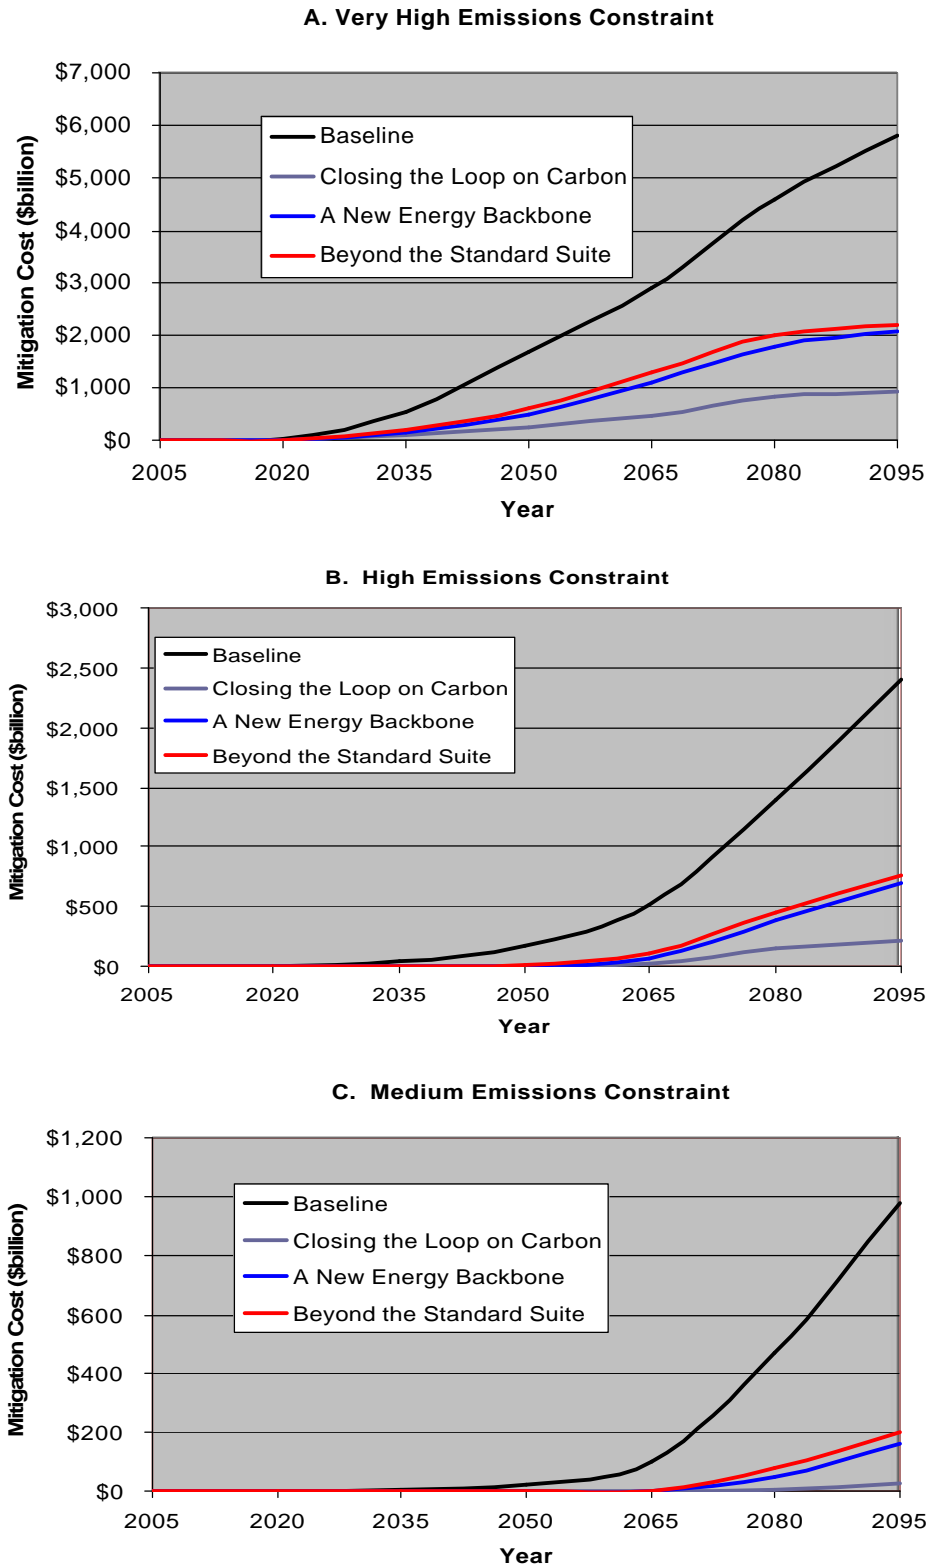 A. Very High Emissions Constraint
$7,000
$6,000
$5,000
$4,000
$3,000
$2,000
$1,000
$0
Mitigation Cost ($billion)
Baseline
Closing the Loop on Carbon
A New Energy Backbone
Beyond the Standard Suite
2005 2020 2035 2050 2065 2080 2095
Year
B. High Emissions Constraint
$3,000
$2,500
$2,000
$1,500
$1,000
$500
$0
Mitigation Cost ($billion)
Baseline
Closing the Loop on Carbon
A New Energy Backbone
Beyond the Standard Suite
2005 2020 2035 2050 2065 2080 2095
Year
C. Medium Emissions Constraint
$1,200
$1,000
$800
$600
$400
$200
$0
Mitigation Cost ($billion)
Baseline
Closing the Loop on Carbon
A New Energy Backbone
Beyond the Standard Suite
2005 2020 2035 2050 2065 2080 2095
Year